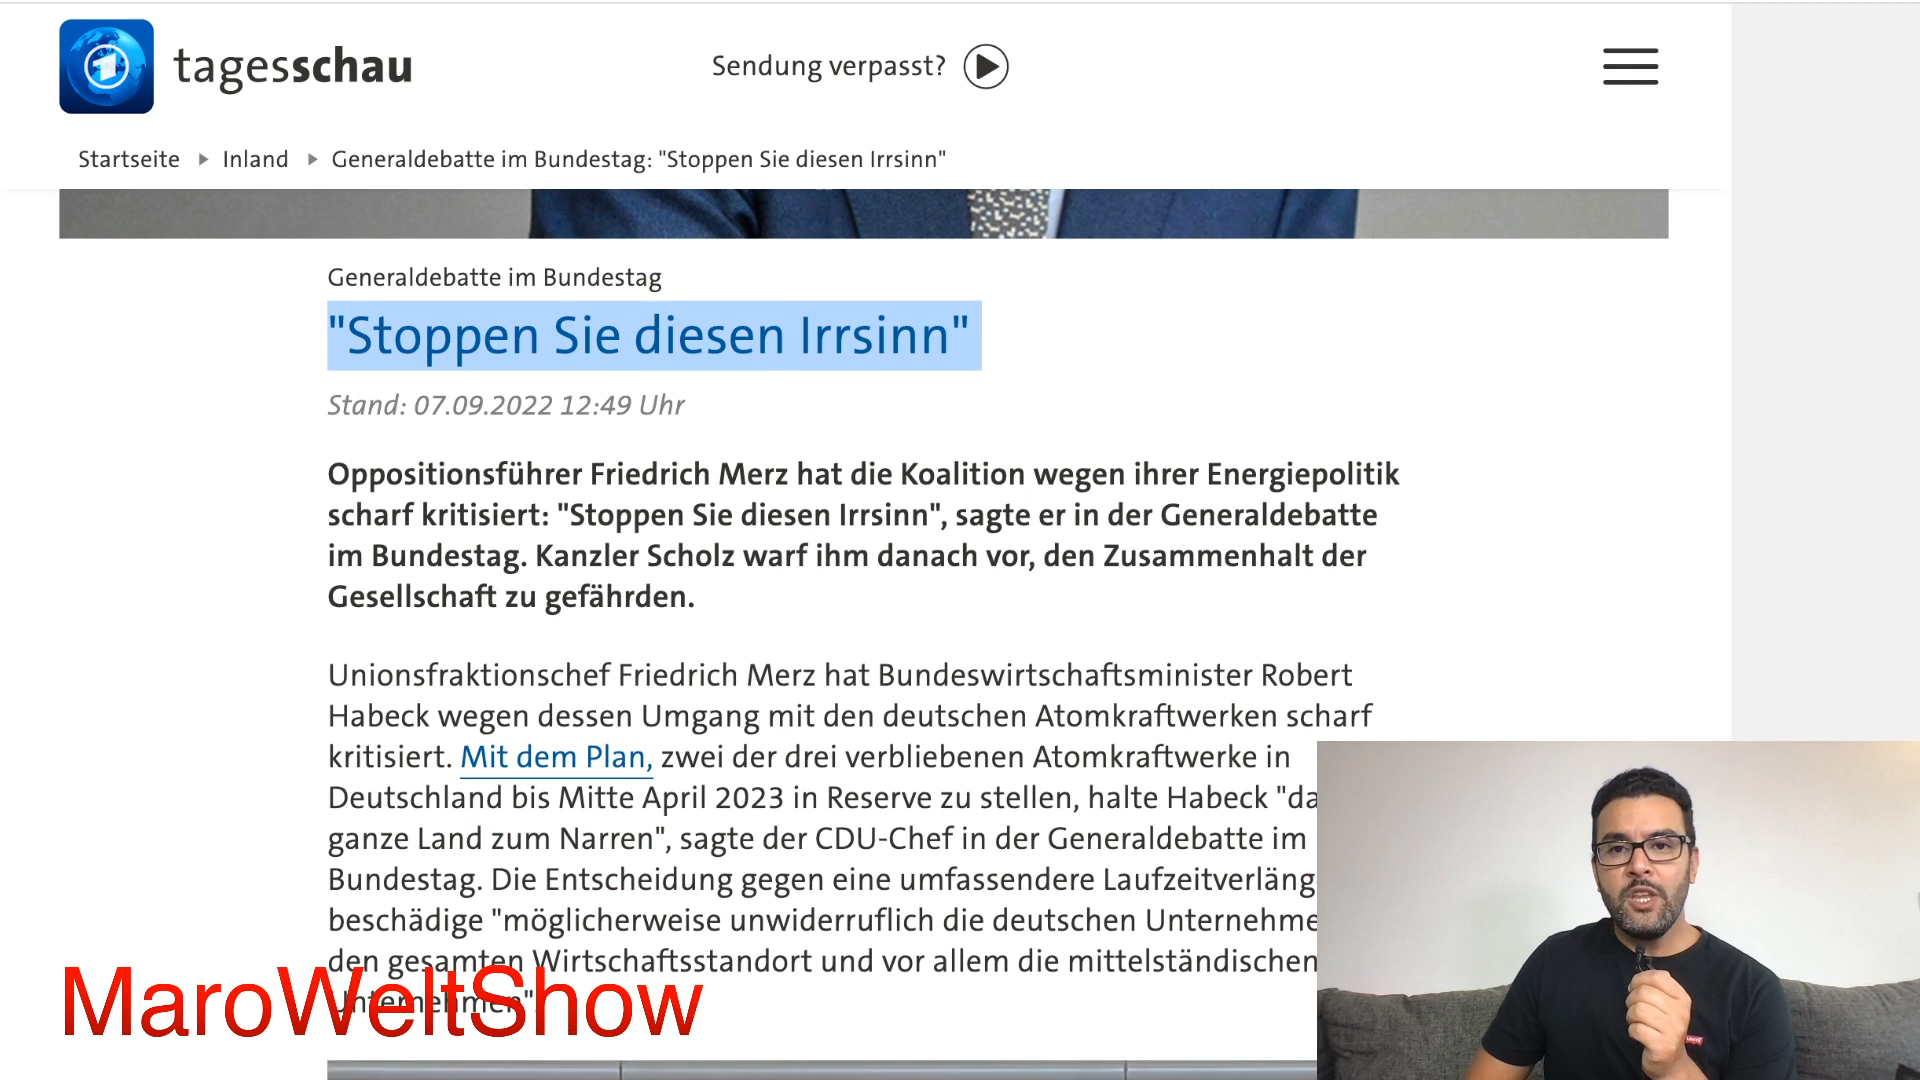 tagesschau
Sendung verpasst?
Startseite Inland Generaldebatte im Bundestag: "Stoppen Sie diesen Irrsinn"
Generaldebatte im Bundestag
"Stoppen Sie diesen Irrsinn"
Stand: 07.09.2022 12:49 Uhr
Oppositionsführer Friedrich Merz hat die Koalition wegen ihrer Energiepolitik
scharf kritisiert: "Stoppen Sie diesen Irrsinn", sagte er in der Generaldebatte
im Bundestag. Kanzler Scholz warf ihm danach vor, den Zusammenhalt der
Gesellschaft zu gefährden.
Unionsfraktionschef Friedrich Merz hat Bundeswirtschaftsminister Robert
Habeck wegen dessen Umgang mit den deutschen Atomkraftwerken scharf
kritisiert. Mit dem Plan, zwei der drei verbliebenen Atomkraftwerke in
Deutschland bis Mitte April 2023 in Reserve zu stellen, halte Habeck "da
ganze Land zum Narren", sagte der CDU-Chef in der Generaldebatte im
Bundestag. Die Entscheidung gegen eine umfassendere Laufzeitverläng
beschädige "möglicherweise unwiderruflich die deutschen Unternehme
den gesamten Wirtschaftsstandort und vor allem die mittelständischen
Unternehmen"
MaroWeltShow